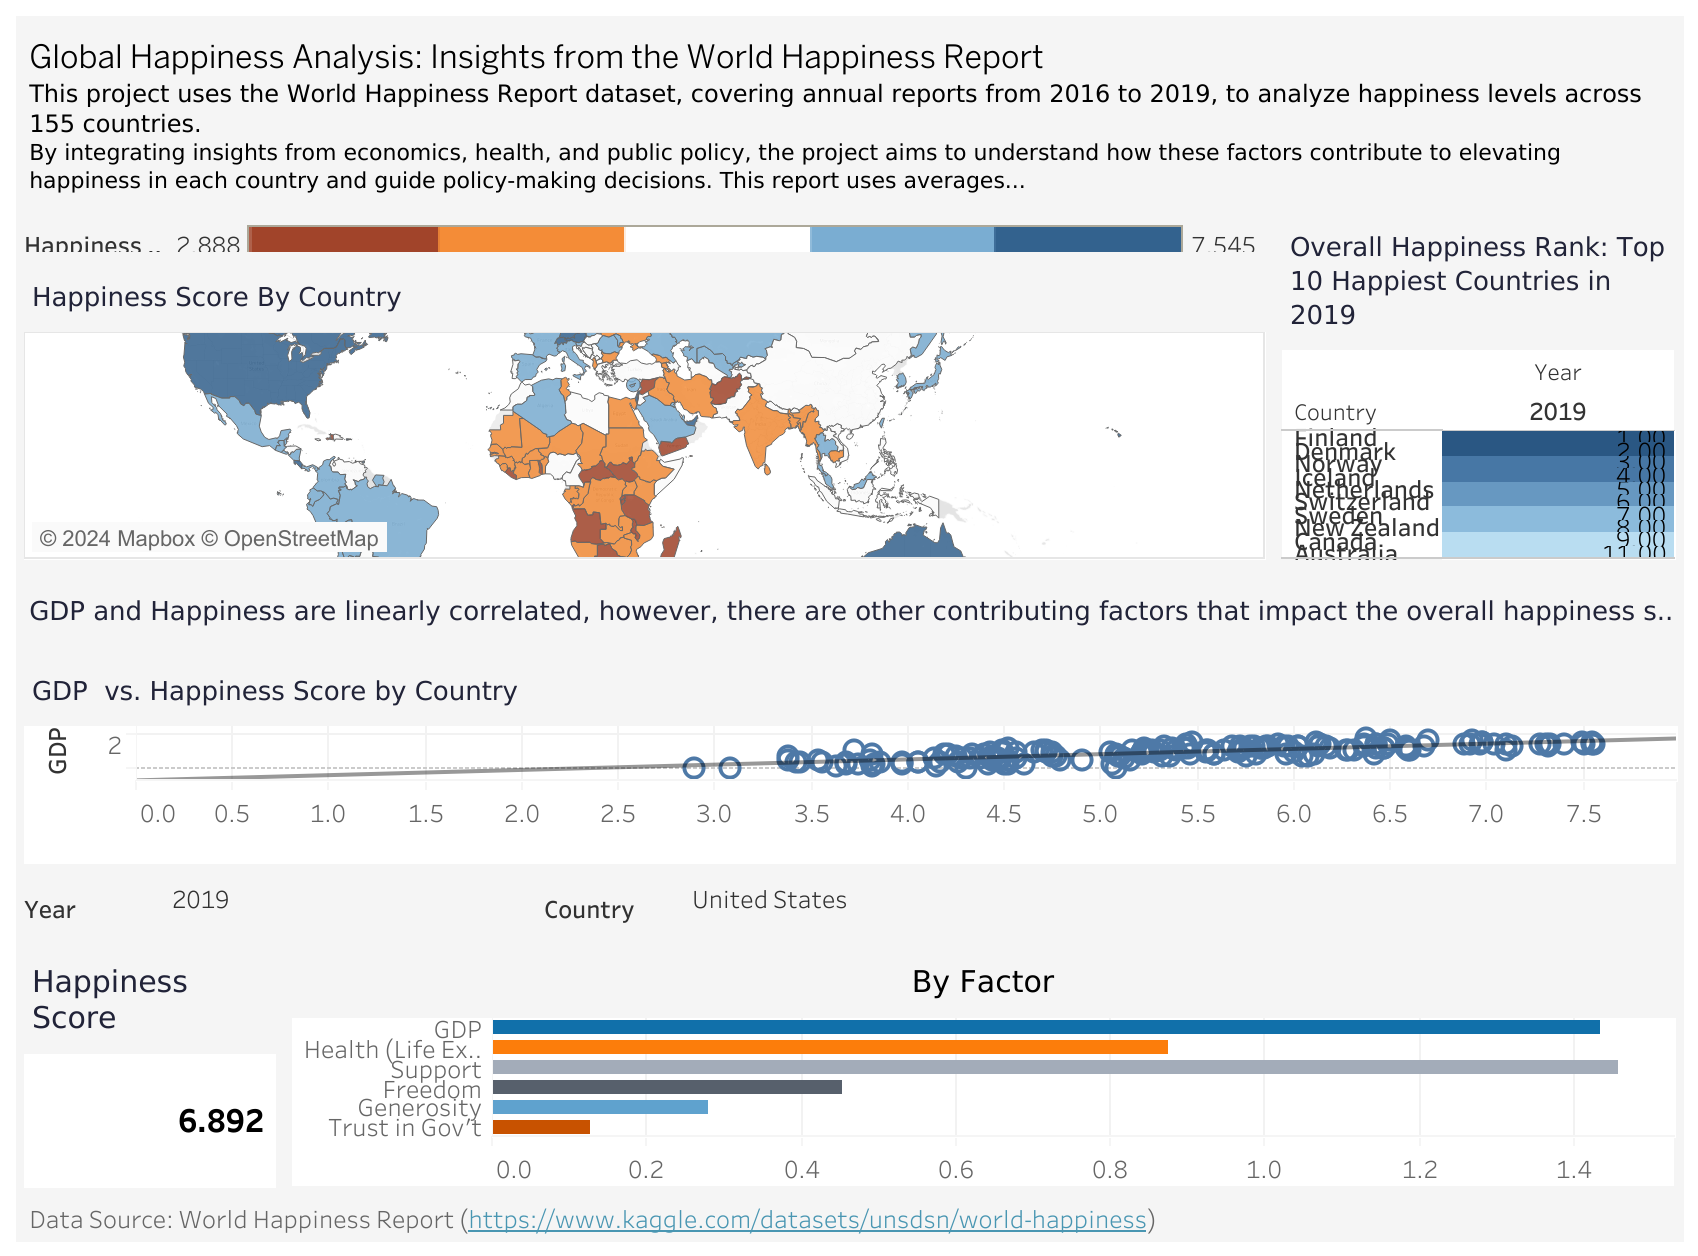 Global Happiness Analysis: Insights from the World Happiness Report
This project uses the World Happiness Report dataset, covering annual reports from 2016 to 2019, to analyze happiness levels across
155 countries.
By integrating insights from economics, health, and public policy, the project aims to understand how these factors contribute to elevating
happiness in each country and guide policy-making decisions. This report uses averages...
Happiness .. 2.888 7.545
Happiness Score By Country
© 2024 Mapbox © OpenStreetMap
Overall Happiness Rank: Top
10 Happiest Countries in
2019
Year
Country 2019
Finland 1.00
Denmark 2.00
Norway 3.00
Iceland 4.00
Netherlands 5.00
Switzerland 6.00
Sweden 7.00
New Zealand 8.00
Canada 9.00
Australia 11.00
GDP and Happiness are linearly correlated, however, there are other contributing factors that impact the overall happiness s..
GDP vs. Happiness Score by Country
GDP
2
0.0 0.5 1.0 1.5 2.0 2.5 3.0 3.5 4.0 4.5 5.0 5.5 6.0 6.5 7.0 7.5
Year 2019 Country United States
Happiness
Score
6.892
By Factor
GDP
Health (Life Ex..
Support
Freedom
Generosity
Trust in Gov't
0.0 0.2 0.4 0.6 0.8 1.0 1.2 1.4
Data Source: World Happiness Report (https://www.kaggle.com/datasets/unsdsn/world-happiness)